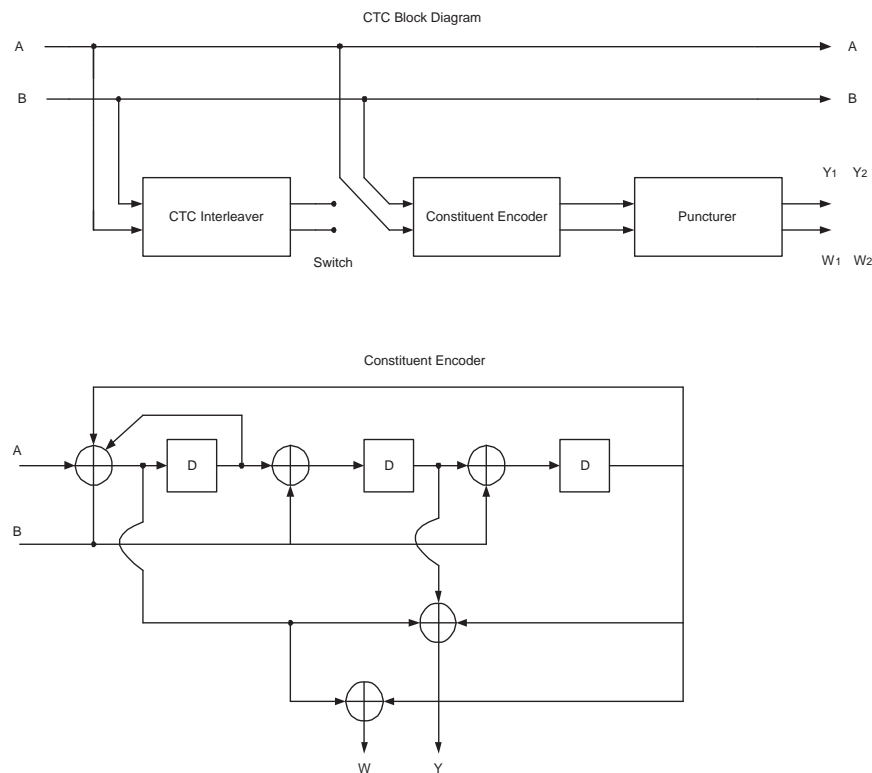 CTC Block Diagram
A A
B B
Y1 Y2
CTC Interleaver Constituent Encoder Puncturer
Switch
W1 W2
Constituent Encoder
A
D D D
B
W Y